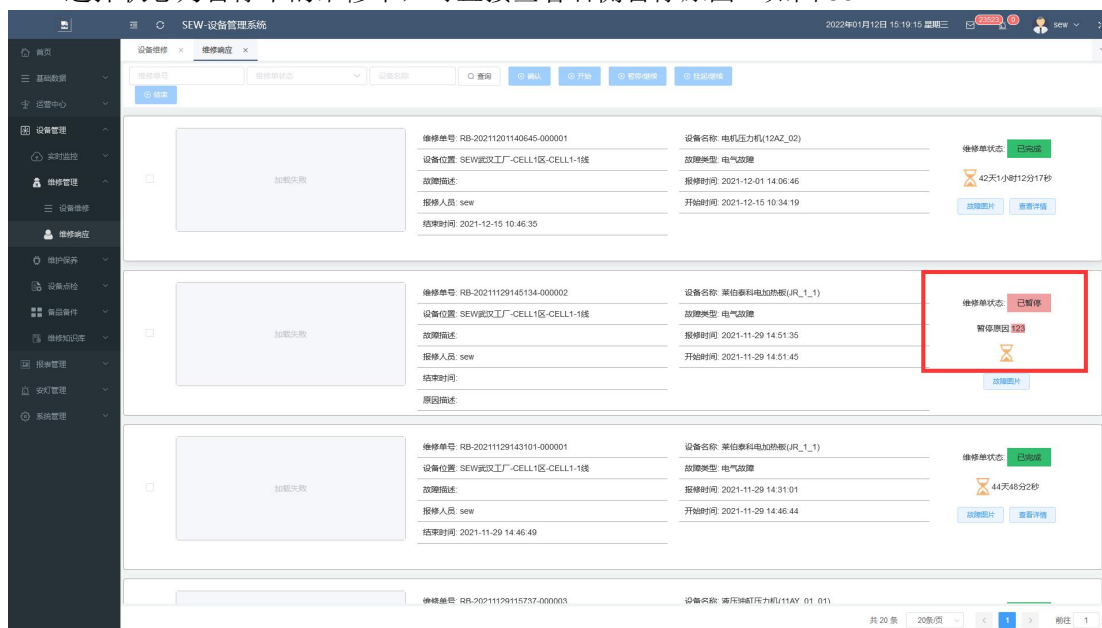 SEW-设备管理系统
2022年01月12日 15:19:15 星期三
23523
0
sew
首页
基础数据
运营中心
设备管理
实时监控
维修管理
设备维修
维修响应
维护保养
设备点检
备品备件
维修知识库
报表管理
安灯管理
系统管理
设备维修 ×
维修响应 ×
维修单号
维修单状态
设备名称
查询
确认
开始
暂停/继续
挂起/继续
结束
加载失败
维修单号: RB-20211201140645-000001
设备名称: 电机压力机(12AZ_02)
设备位置: SEW武汉工厂-CELL1区-CELL1-1线
故障类型: 电气故障
故障描述:
报修时间: 2021-12-01 14:06:46
报修人员: sew
开始时间: 2021-12-15 10:34:19
结束时间: 2021-12-15 10:46:35
维修单状态: 已完成
42天1小时12分17秒
故障图片
查看详情
加载失败
维修单号: RB-20211129145134-000002
设备名称: 莱伯泰科电加热板(JR_1_1)
设备位置: SEW武汉工厂-CELL1区-CELL1-1线
故障类型: 电气故障
故障描述:
报修时间: 2021-11-29 14:51:35
报修人员: sew
开始时间: 2021-11-29 14:51:45
结束时间:
原因描述:
维修单状态: 已暂停
暂停原因 123
故障图片
加载失败
维修单号: RB-20211129143101-000001
设备名称: 莱伯泰科电加热板(JR_1_1)
设备位置: SEW武汉工厂-CELL1区-CELL1-1线
故障类型: 电气故障
故障描述:
报修时间: 2021-11-29 14:31:01
报修人员: sew
开始时间: 2021-11-29 14:46:44
结束时间: 2021-11-29 14:46:49
维修单状态: 已完成
44天48分2秒
故障图片
查看详情
维修单号: RB-20211129115737-000003
设备名称: 液压油缸压力机(11AY_01_01)
共 20 条
20条/页
1
前往 1